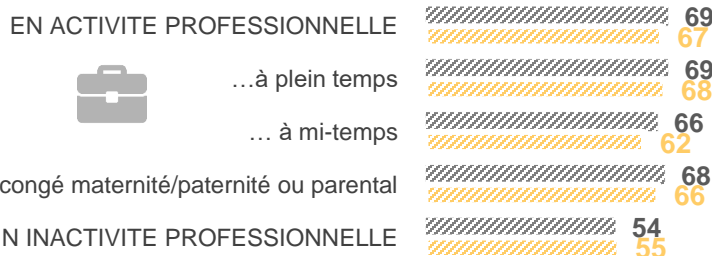 EN ACTIVITE PROFESSIONNELLE 69
67
…à plein temps 69
68
… à mi-temps 66
62
congé maternité/paternité ou parental 68
66
N INACTIVITE PROFESSIONNELLE 54
55